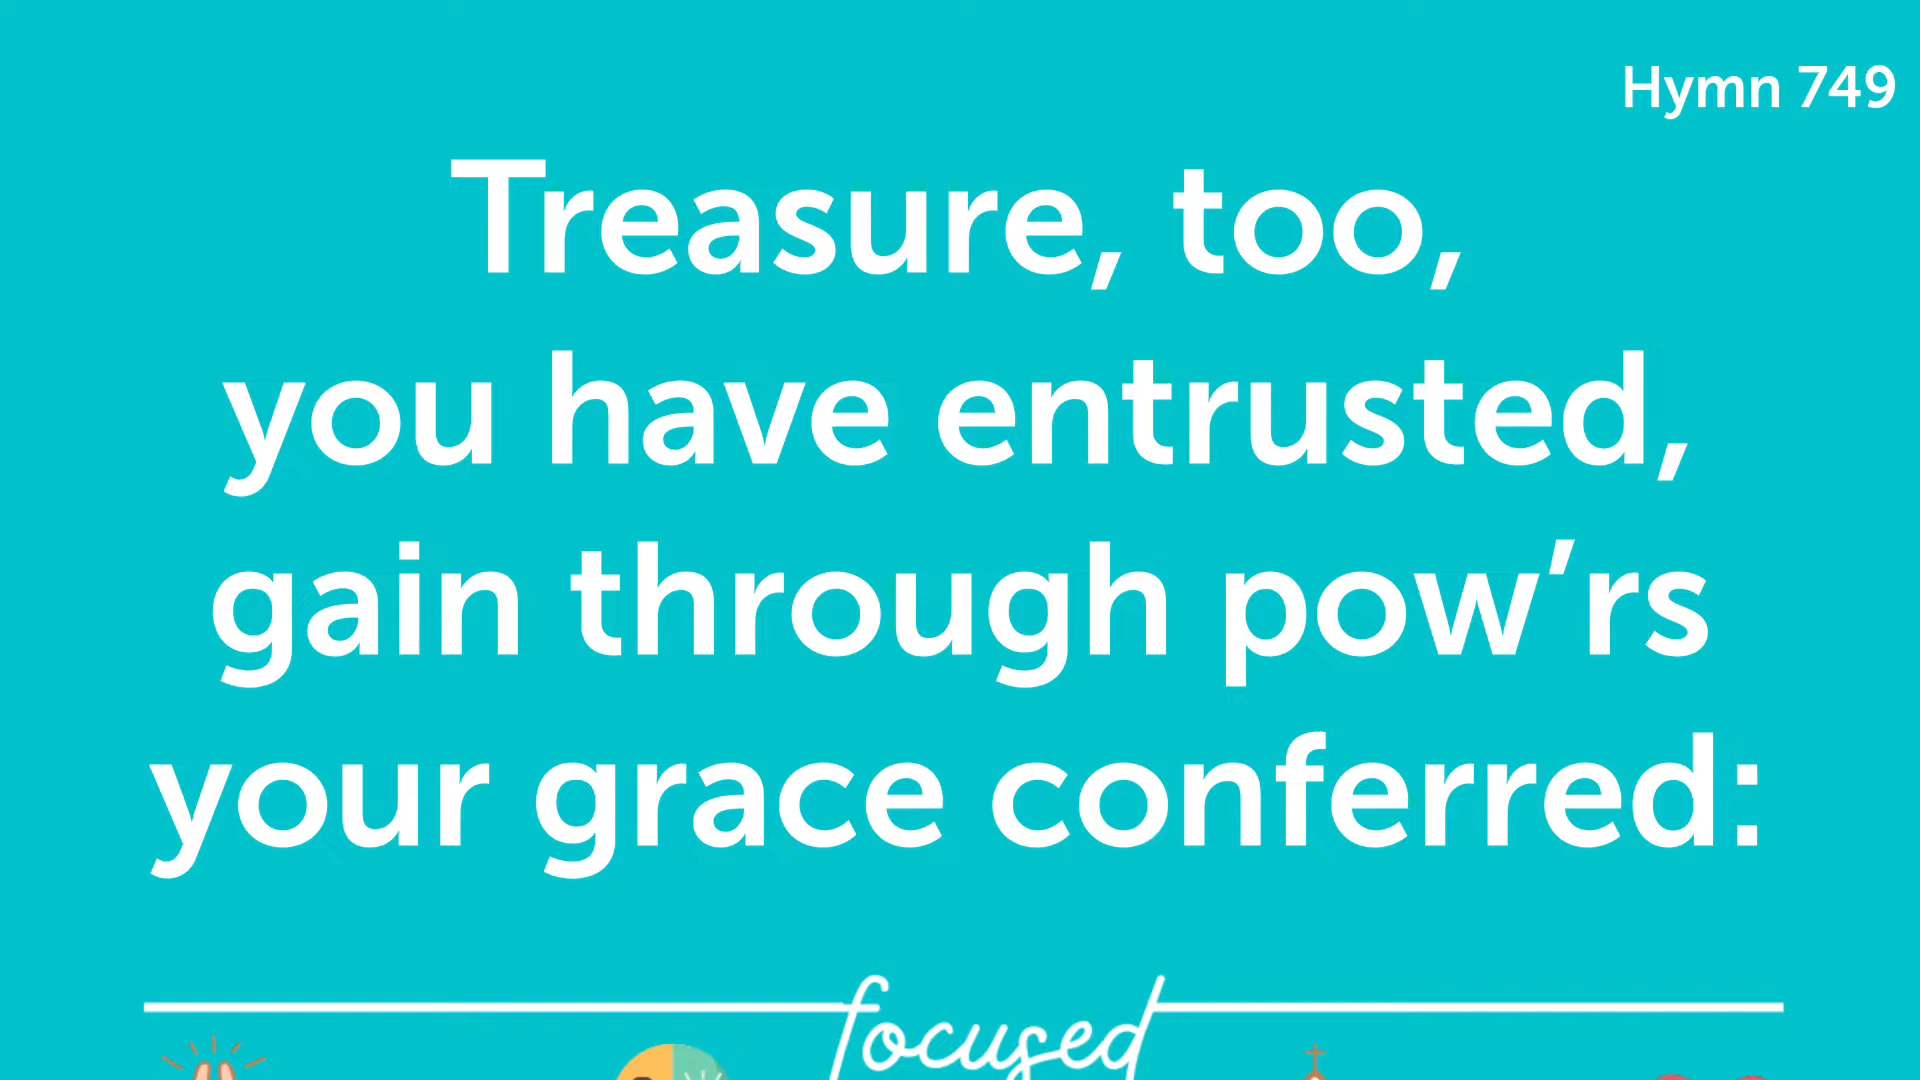 Hymn 749
Treasure, too,
you have entrusted,
gain through pow’rs
your grace conferred:
focused